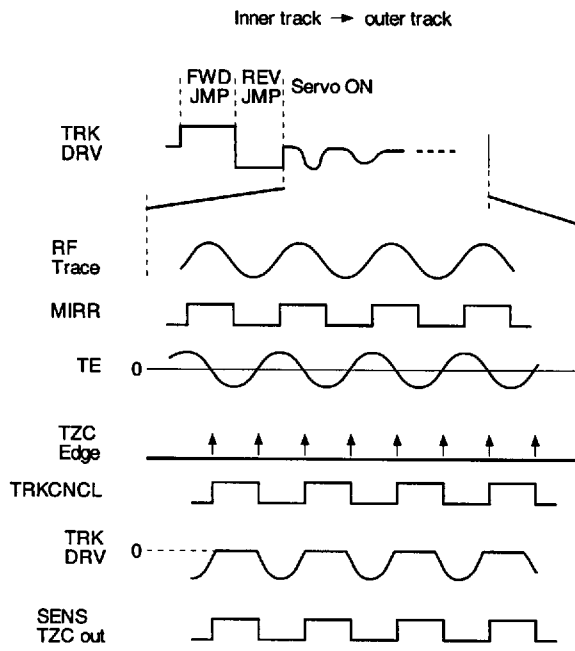 Inner track → outer track
FWD REV Servo ON
JMP JMP
TRK
DRV
RF
Trace
MIRR
TE 0
TZC
Edge
TRKCNCL
TRK
DRV 0
SENS
TZC out